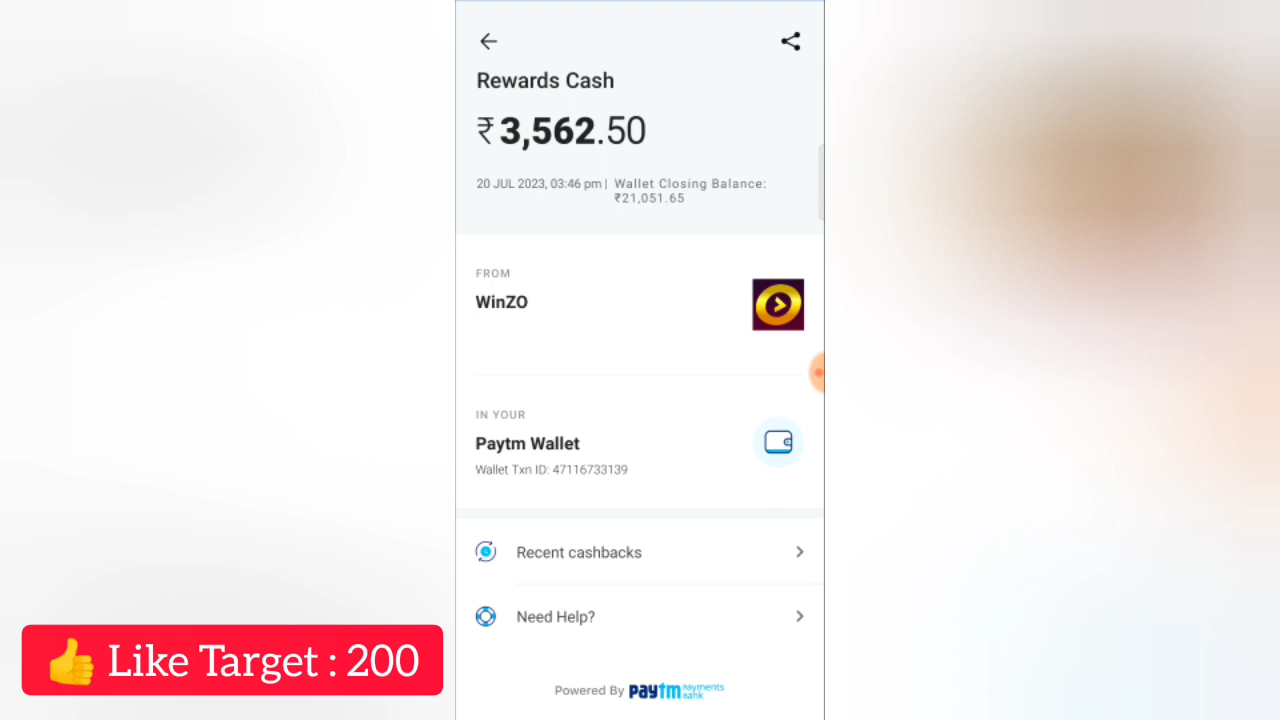 Rewards Cash
₹3,562.50
20 JUL 2023, 03:46 pm | Wallet Closing Balance:
₹21,051.65
FROM
WinZO
IN YOUR
Paytm Wallet
Wallet Txn ID: 47116733139
Recent cashbacks
Need Help?
👍 Like Target : 200
Powered By paytm payments bank